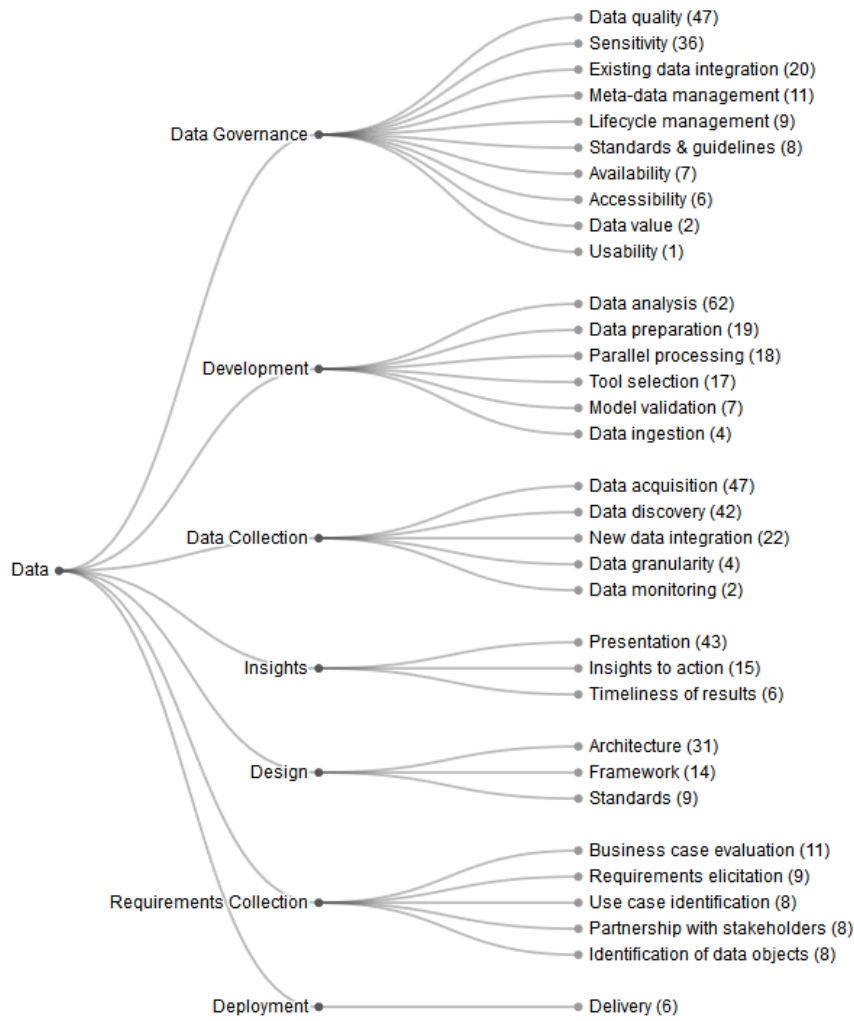 Data
Data Governance
Data quality (47)
Sensitivity (36)
Existing data integration (20)
Meta-data management (11)
Lifecycle management (9)
Standards & guidelines (8)
Availability (7)
Accessibility (6)
Data value (2)
Usability (1)
Development
Data analysis (62)
Data preparation (19)
Parallel processing (18)
Tool selection (17)
Model validation (7)
Data ingestion (4)
Data Collection
Data acquisition (47)
Data discovery (42)
New data integration (22)
Data granularity (4)
Data monitoring (2)
Insights
Presentation (43)
Insights to action (15)
Timeliness of results (6)
Design
Architecture (31)
Framework (14)
Standards (9)
Requirements Collection
Business case evaluation (11)
Requirements elicitation (9)
Use case identification (8)
Partnership with stakeholders (8)
Identification of data objects (8)
Deployment
Delivery (6)